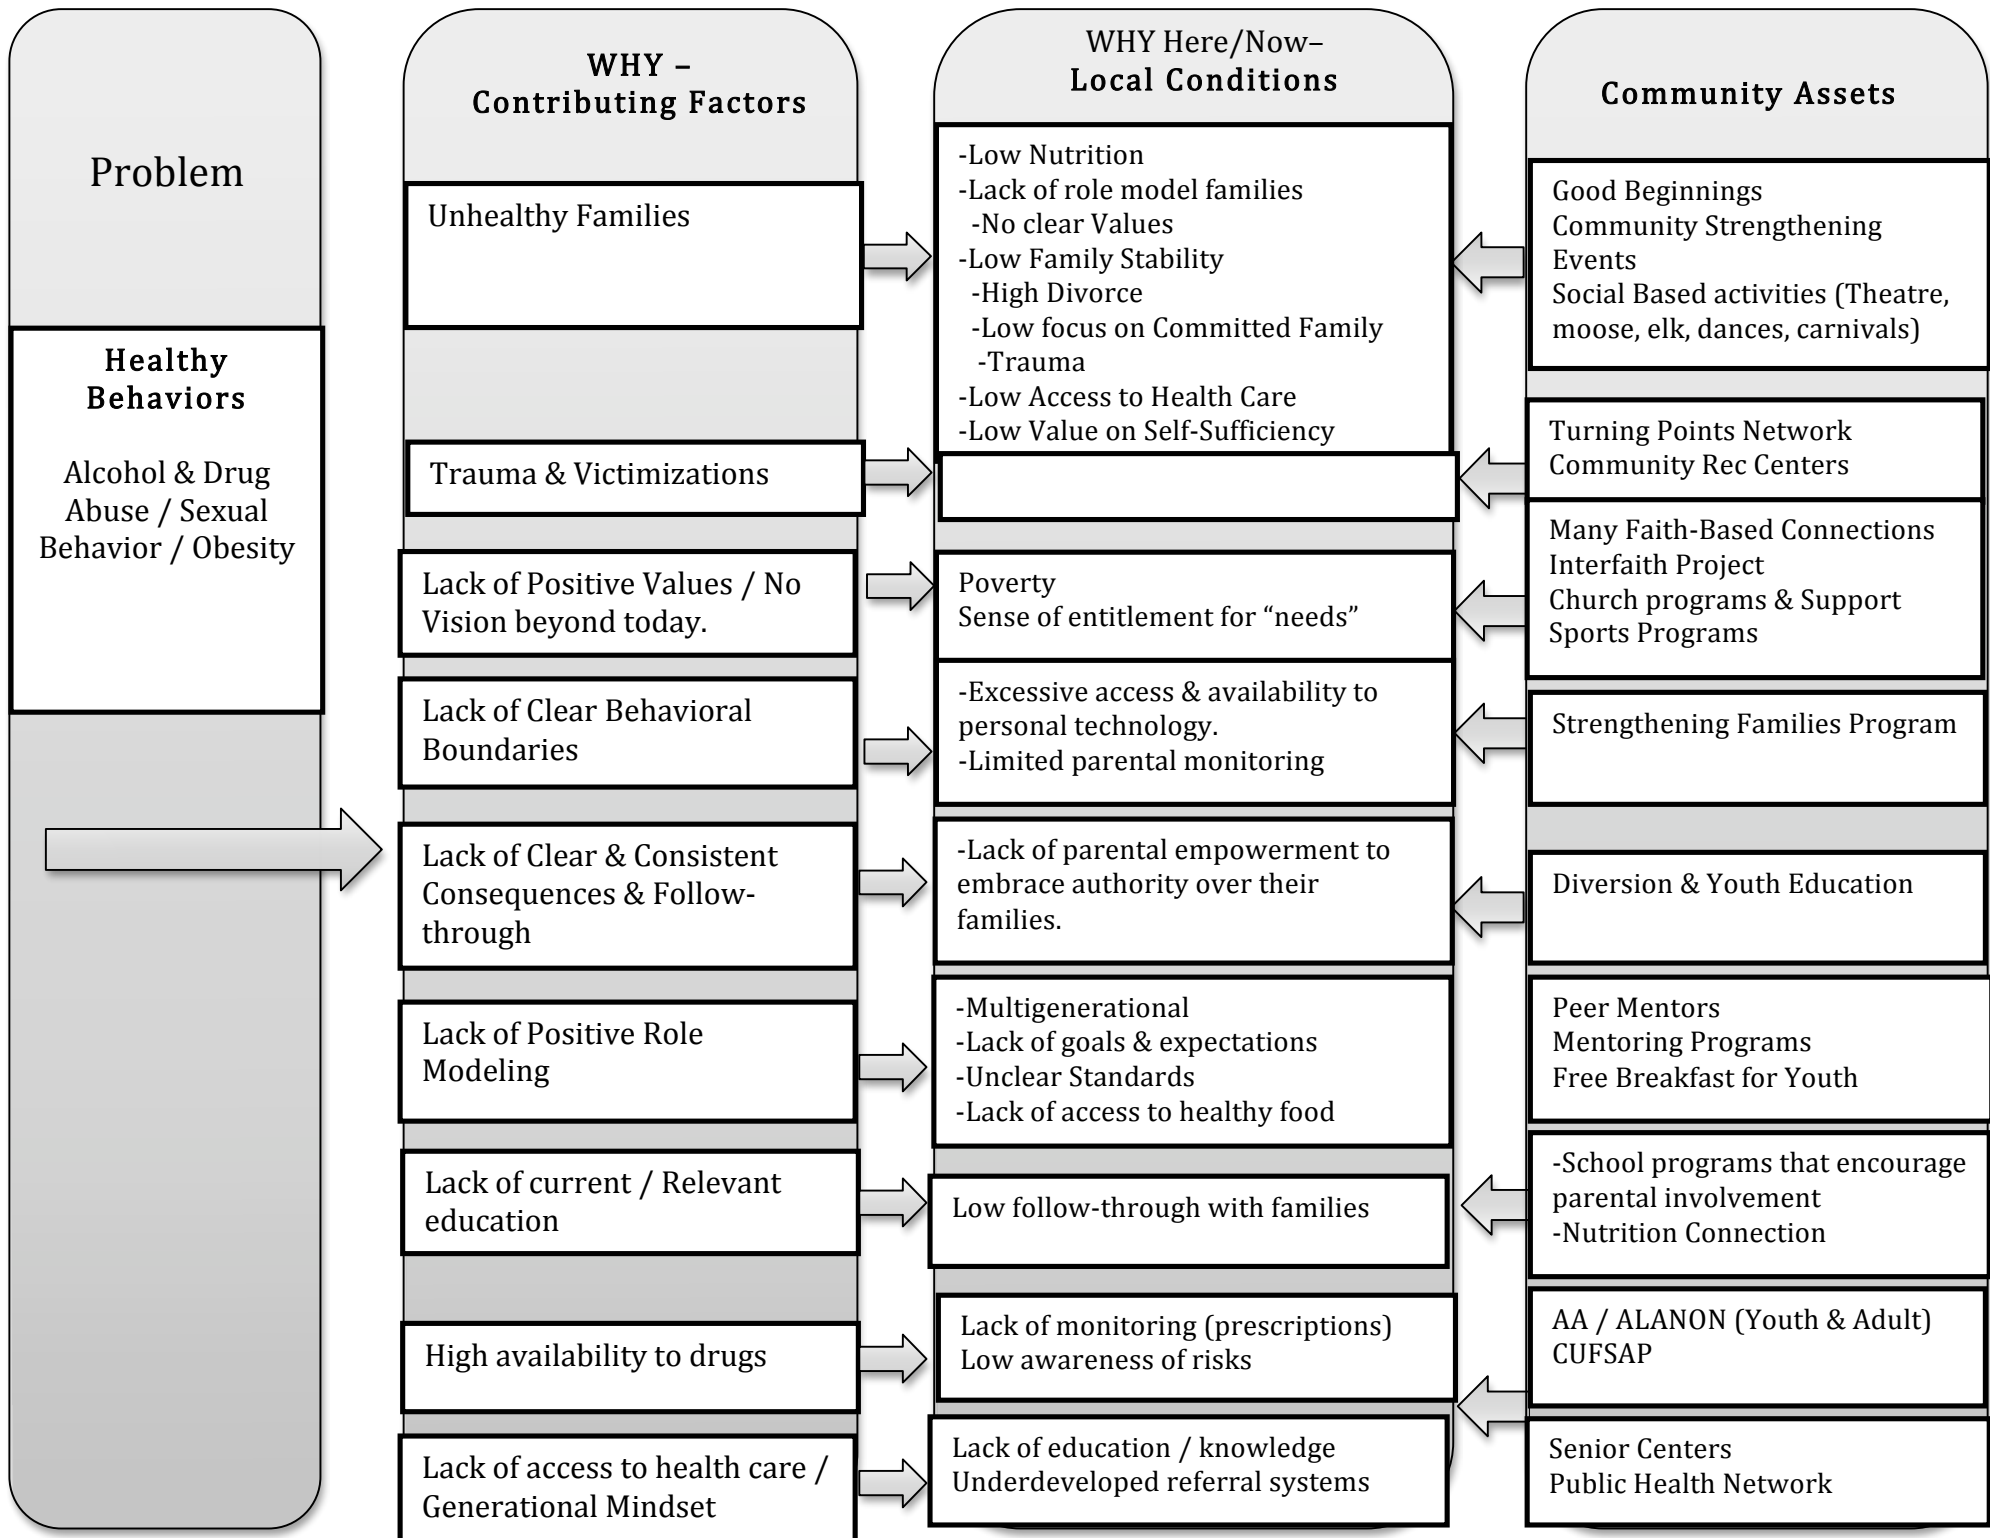 Problem
Healthy
Behaviors
Alcohol & Drug
Abuse / Sexual
Behavior / Obesity
WHY –
Contributing Factors
Unhealthy Families
Trauma & Victimizations
Lack of Positive Values / No
Vision beyond today.
Lack of Clear Behavioral
Boundaries
Lack of Clear & Consistent
Consequences & Follow-
through
Lack of Positive Role
Modeling
Lack of current / Relevant
education
High availability to drugs
Lack of access to health care /
Generational Mindset
WHY Here/Now–
Local Conditions
-Low Nutrition
-Lack of role model families
-No clear Values
-Low Family Stability
-High Divorce
-Low focus on Committed Family
-Trauma
-Low Access to Health Care
-Low Value on Self-Sufficiency
Poverty
Sense of entitlement for “needs”
-Excessive access & availability to
personal technology.
-Limited parental monitoring
-Lack of parental empowerment to
embrace authority over their
families.
-Multigenerational
-Lack of goals & expectations
-Unclear Standards
-Lack of access to healthy food
Low follow-through with families
Lack of monitoring (prescriptions)
Low awareness of risks
Lack of education / knowledge
Underdeveloped referral systems
Community Assets
Good Beginnings
Community Strengthening
Events
Social Based activities (Theatre,
moose, elk, dances, carnivals)
Turning Points Network
Community Rec Centers
Many Faith-Based Connections
Interfaith Project
Church programs & Support
Sports Programs
Strengthening Families Program
Diversion & Youth Education
Peer Mentors
Mentoring Programs
Free Breakfast for Youth
-School programs that encourage
parental involvement
-Nutrition Connection
AA / ALANON (Youth & Adult)
CUFSAP
Senior Centers
Public Health Network